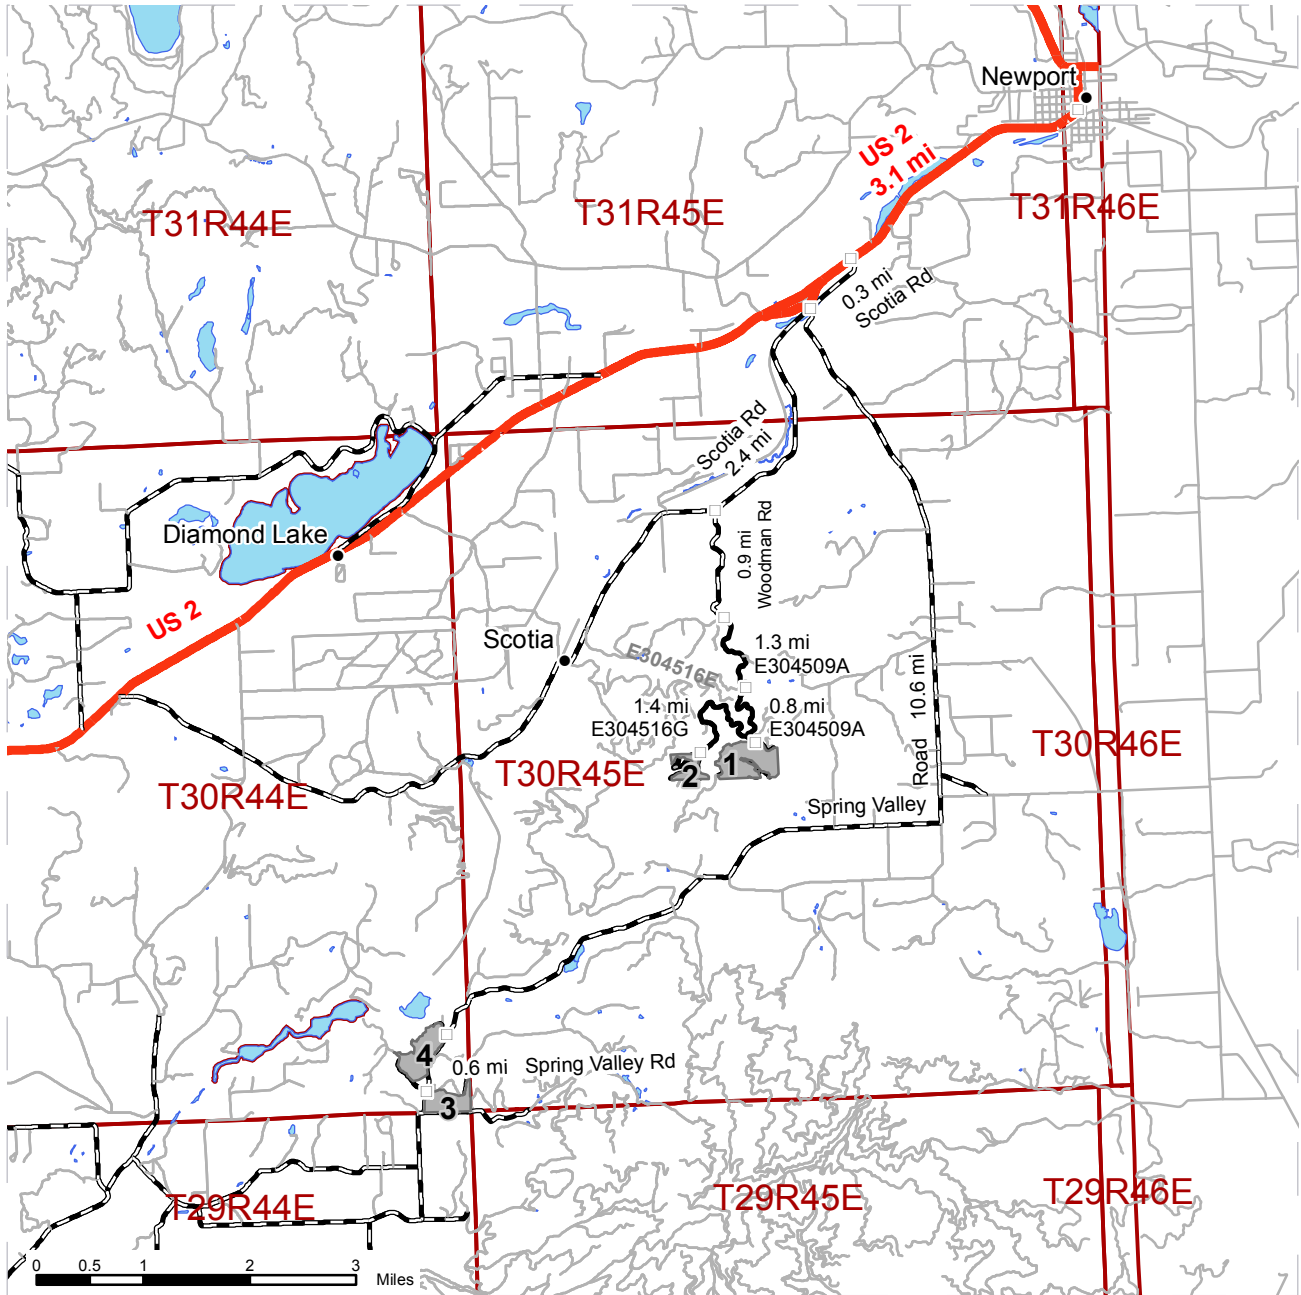 Newport
US 2
3.1 mi
T31R44E
T31R45E
T31R46E
0.3 mi
Scotia Rd
Scotia Rd
2.4 mi
Diamond Lake
0.9 mi
Woodman Rd
US 2
Scotia
E304516E
1.3 mi
E304509A
1.4 mi
E304516G
0.8 mi
E304509A
Road 10.6 mi
T30R46E
T30R44E
T30R45E
2
1
Spring Valley
4
0.6 mi Spring Valley Rd
3
T29R44E
T29R45E
T29R46E
0 0.5 1 2 3 Miles